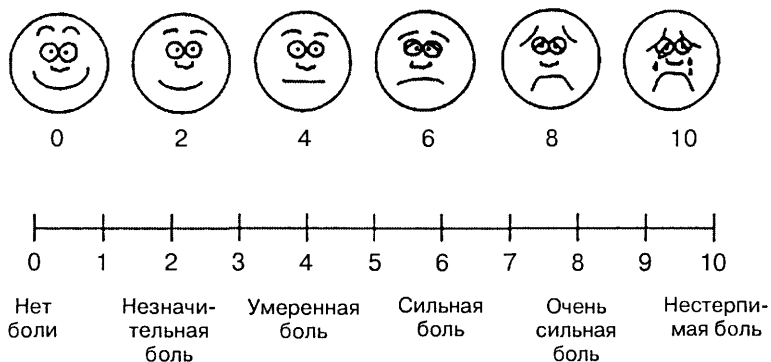 0 2 4 6 8 10
0 1 2 3 4 5 6 7 8 9 10
Нет
боли
Незначи-
тельная
боль
Умеренная
боль
Сильная
боль
Очень
сильная
боль
Нестерпи-
мая боль